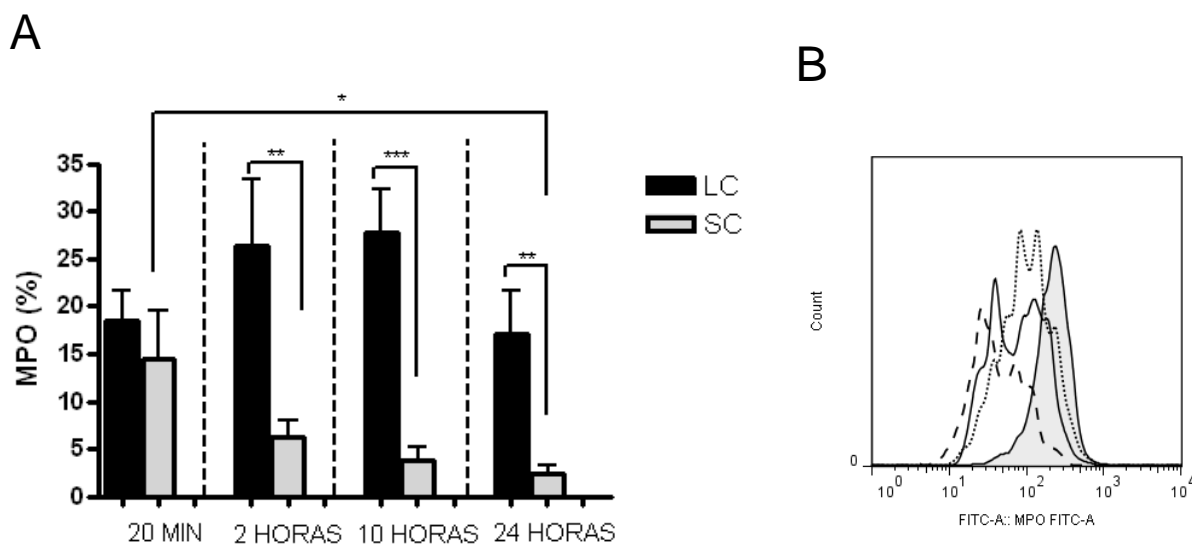 A
B
*
**
***
**
35
30
25
20
15
10
5
0
MPO (%)
20 MIN
2 HORAS
10 HORAS
24 HORAS
LC
SC
Count
0
10^0
10^1
10^2
10^3
10^4
FITC-A:: MPO FITC-A